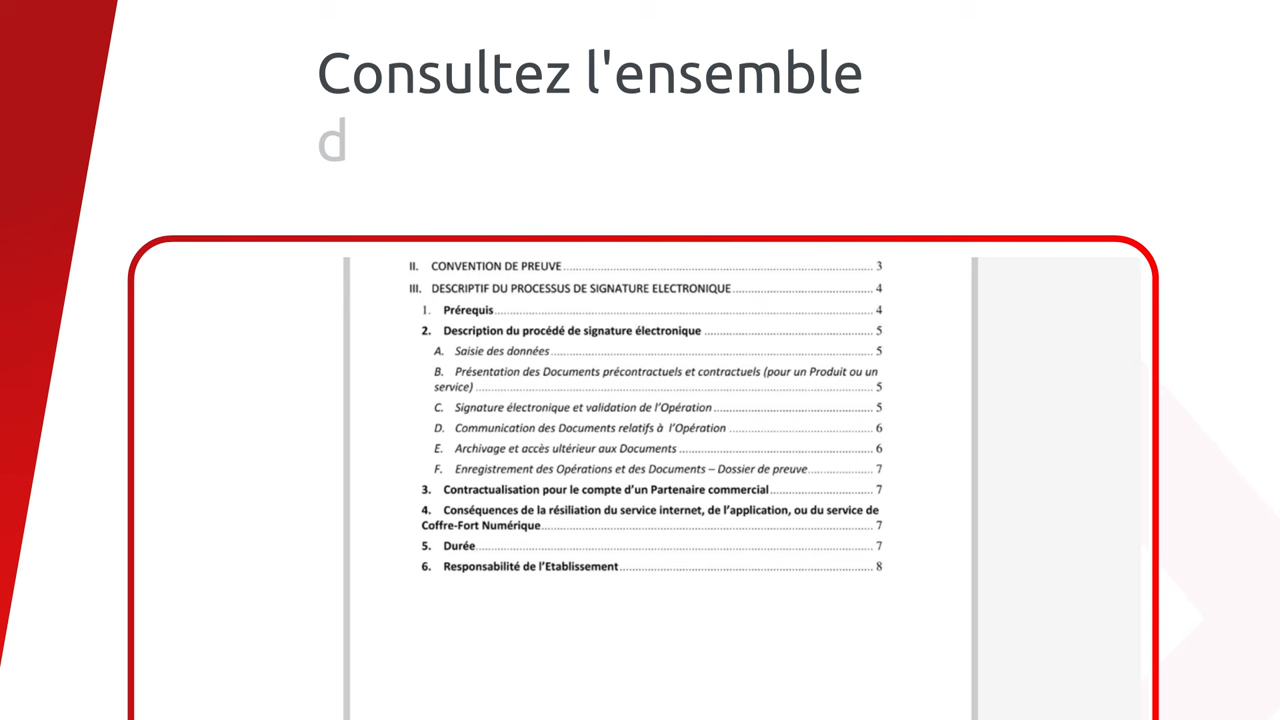 Consultez l'ensemble
d
II. CONVENTION DE PREUVE 3
III. DESCRIPTIF DU PROCESSUS DE SIGNATURE ELECTRONIQUE 4
1. Prérequis 4
2. Description du procédé de signature électronique 5
A. Saisie des données 5
B. Présentation des Documents précontractuels et contractuels (pour un Produit ou un
service) 5
C. Signature électronique et validation de l'Opération 5
D. Communication des Documents relatifs à l'Opération 6
E. Archivage et accès ultérieur aux Documents 6
F. Enregistrement des Opérations et des Documents – Dossier de preuve 7
3. Contractualisation pour le compte d'un Partenaire commercial 7
4. Conséquences de la résiliation du service internet, de l'application, ou du service de
Coffre-Fort Numérique 7
5. Durée 7
6. Responsabilité de l'Etablissement 8